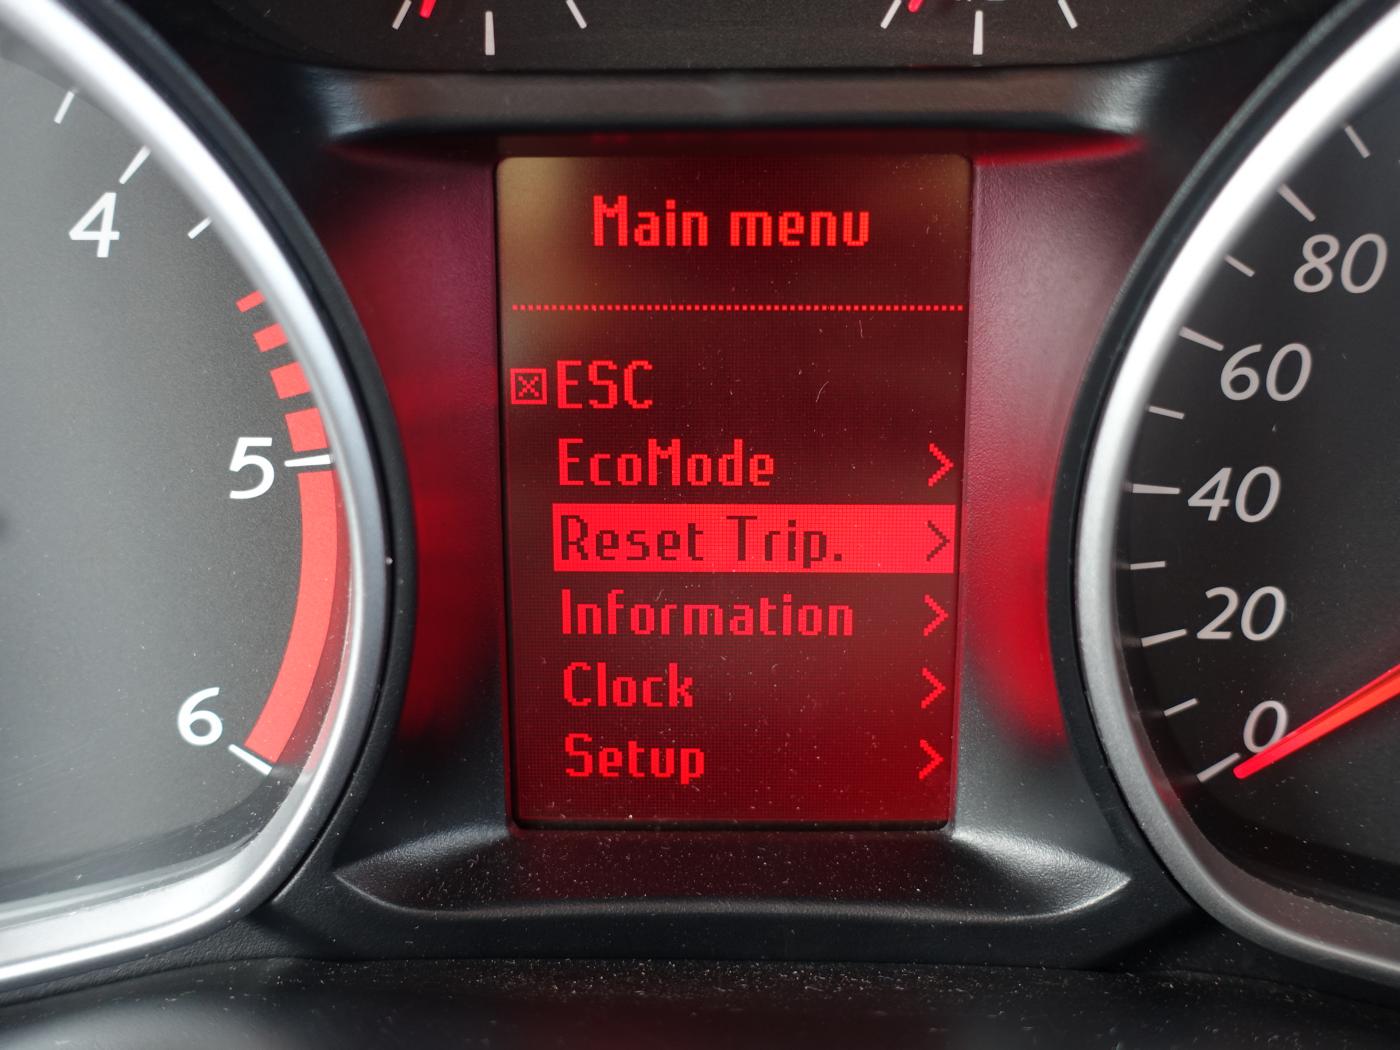 Main menu
ESC
EcoMode >
Reset Trip. >
Information >
Clock >
Setup >
4
5
6
80
60
40
20
0